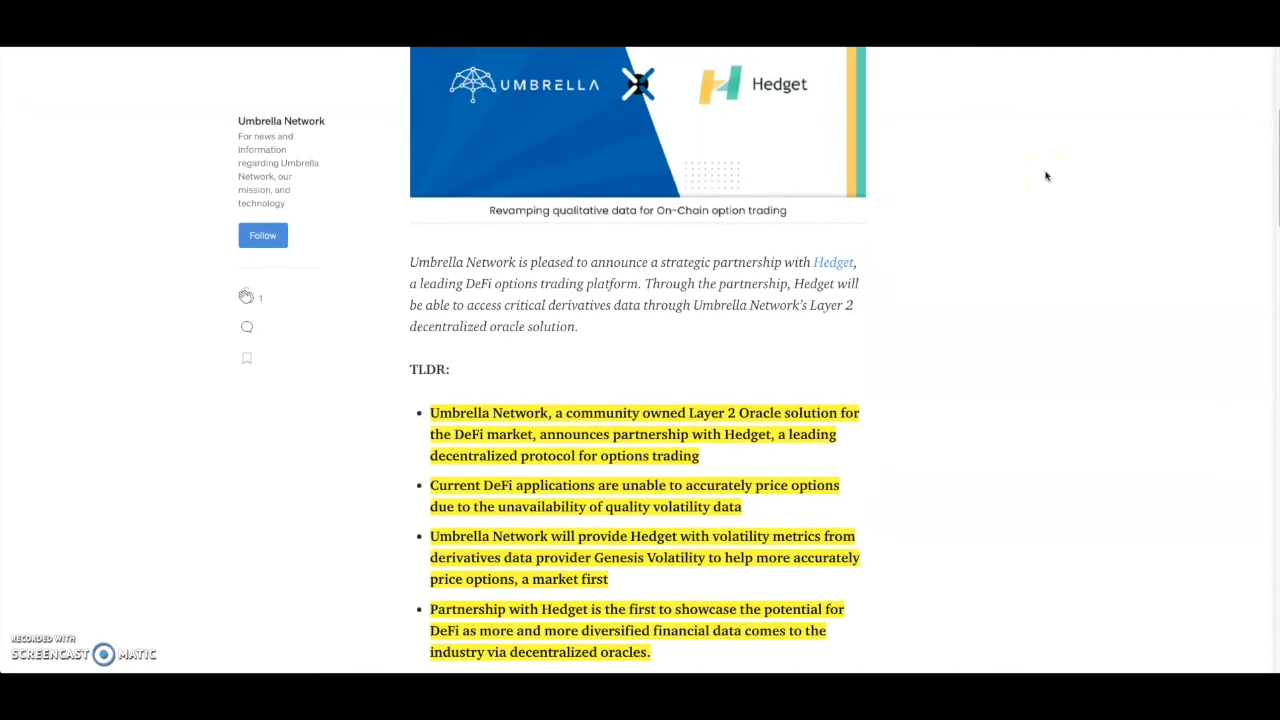 UMBRELLA
Hedget
Umbrella Network
For news and
information
regarding Umbrella
Network, our
mission, and
technology
Follow
1
Revamping qualitative data for On-Chain option trading
Umbrella Network is pleased to announce a strategic partnership with Hedget,
a leading DeFi options trading platform. Through the partnership, Hedget will
be able to access critical derivatives data through Umbrella Network’s Layer 2
decentralized oracle solution.
TLDR:
• Umbrella Network, a community owned Layer 2 Oracle solution for
the DeFi market, announces partnership with Hedget, a leading
decentralized protocol for options trading
• Current DeFi applications are unable to accurately price options
due to the unavailability of quality volatility data
• Umbrella Network will provide Hedget with volatility metrics from
derivatives data provider Genesis Volatility to help more accurately
price options, a market first
• Partnership with Hedget is the first to showcase the potential for
DeFi as more and more diversified financial data comes to the
industry via decentralized oracles.
RECORDED WITH
SCREENCAST MATIC